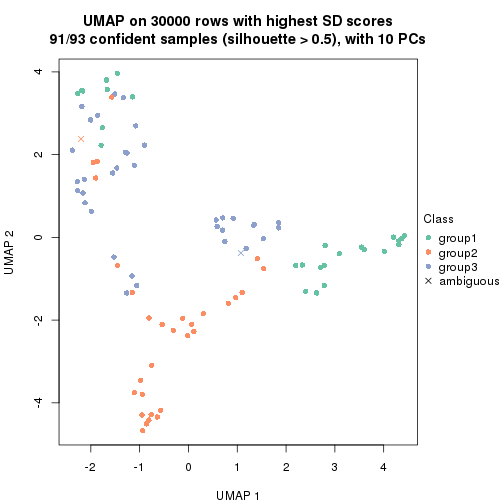 UMAP on 30000 rows with highest SD scores
91/93 confident samples (silhouette > 0.5), with 10 PCs
UMAP 2
4
2
0
-2
-4
-2
-1
0
1
2
3
4
UMAP 1
Class
group1
group2
group3
ambiguous